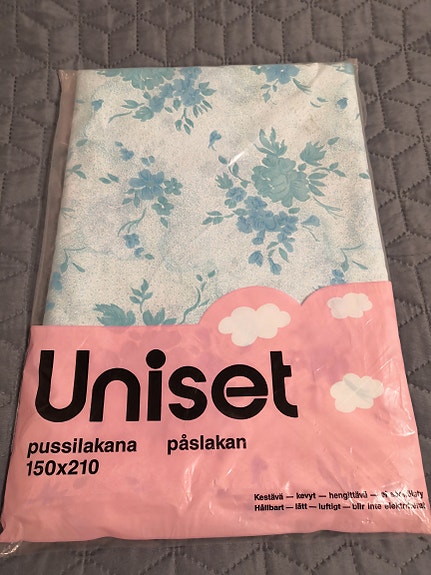 Uniset
pussilakana påslakan
150x210
Kestävä — kevyt — hengittävä —
Hållbart — lätt — luftigt — blir inte